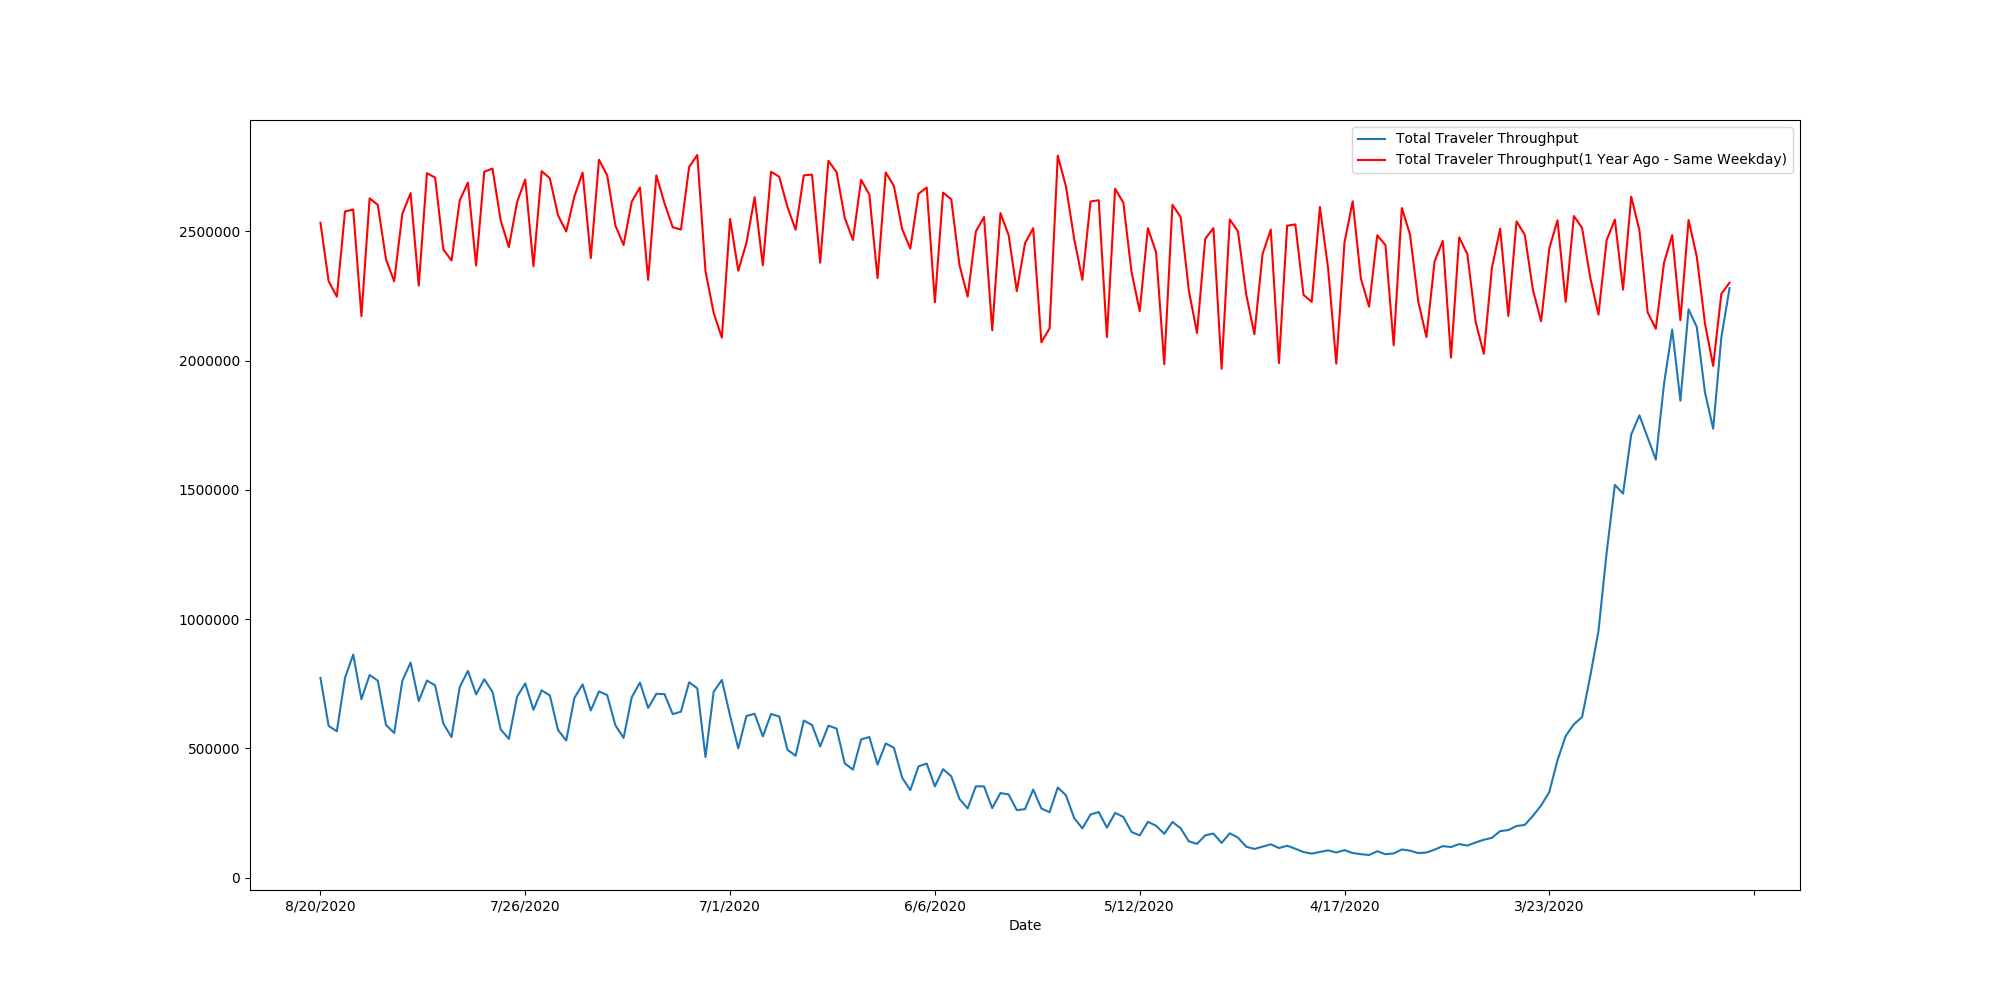 Total Traveler Throughput
Total Traveler Throughput(1 Year Ago - Same Weekday)
2500000
2000000
1500000
1000000
500000
0
8/20/2020 7/26/2020 7/1/2020 6/6/2020 5/12/2020 4/17/2020 3/23/2020
Date